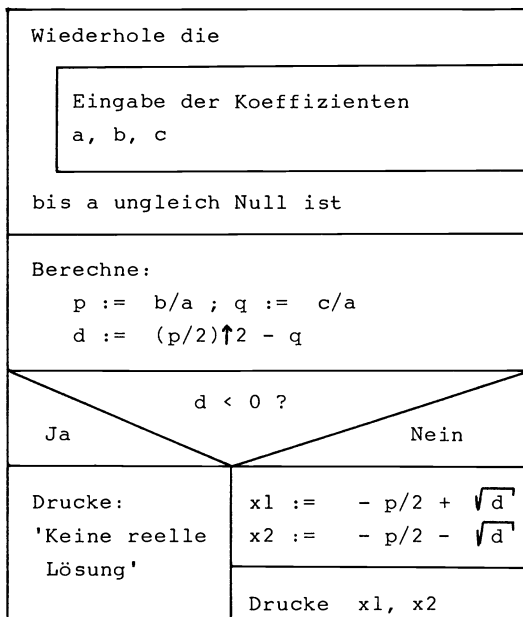 Wiederhole die
Eingabe der Koeffizienten
a, b, c
bis a ungleich Null ist
Berechne:
p := b/a ; q := c/a
d := (p/2)↑2 - q
d < 0 ?
Ja
Nein
Drucke:
'Keine reelle
Lösung'
x1 := - p/2 + √d
x2 := - p/2 - √d
Drucke x1, x2